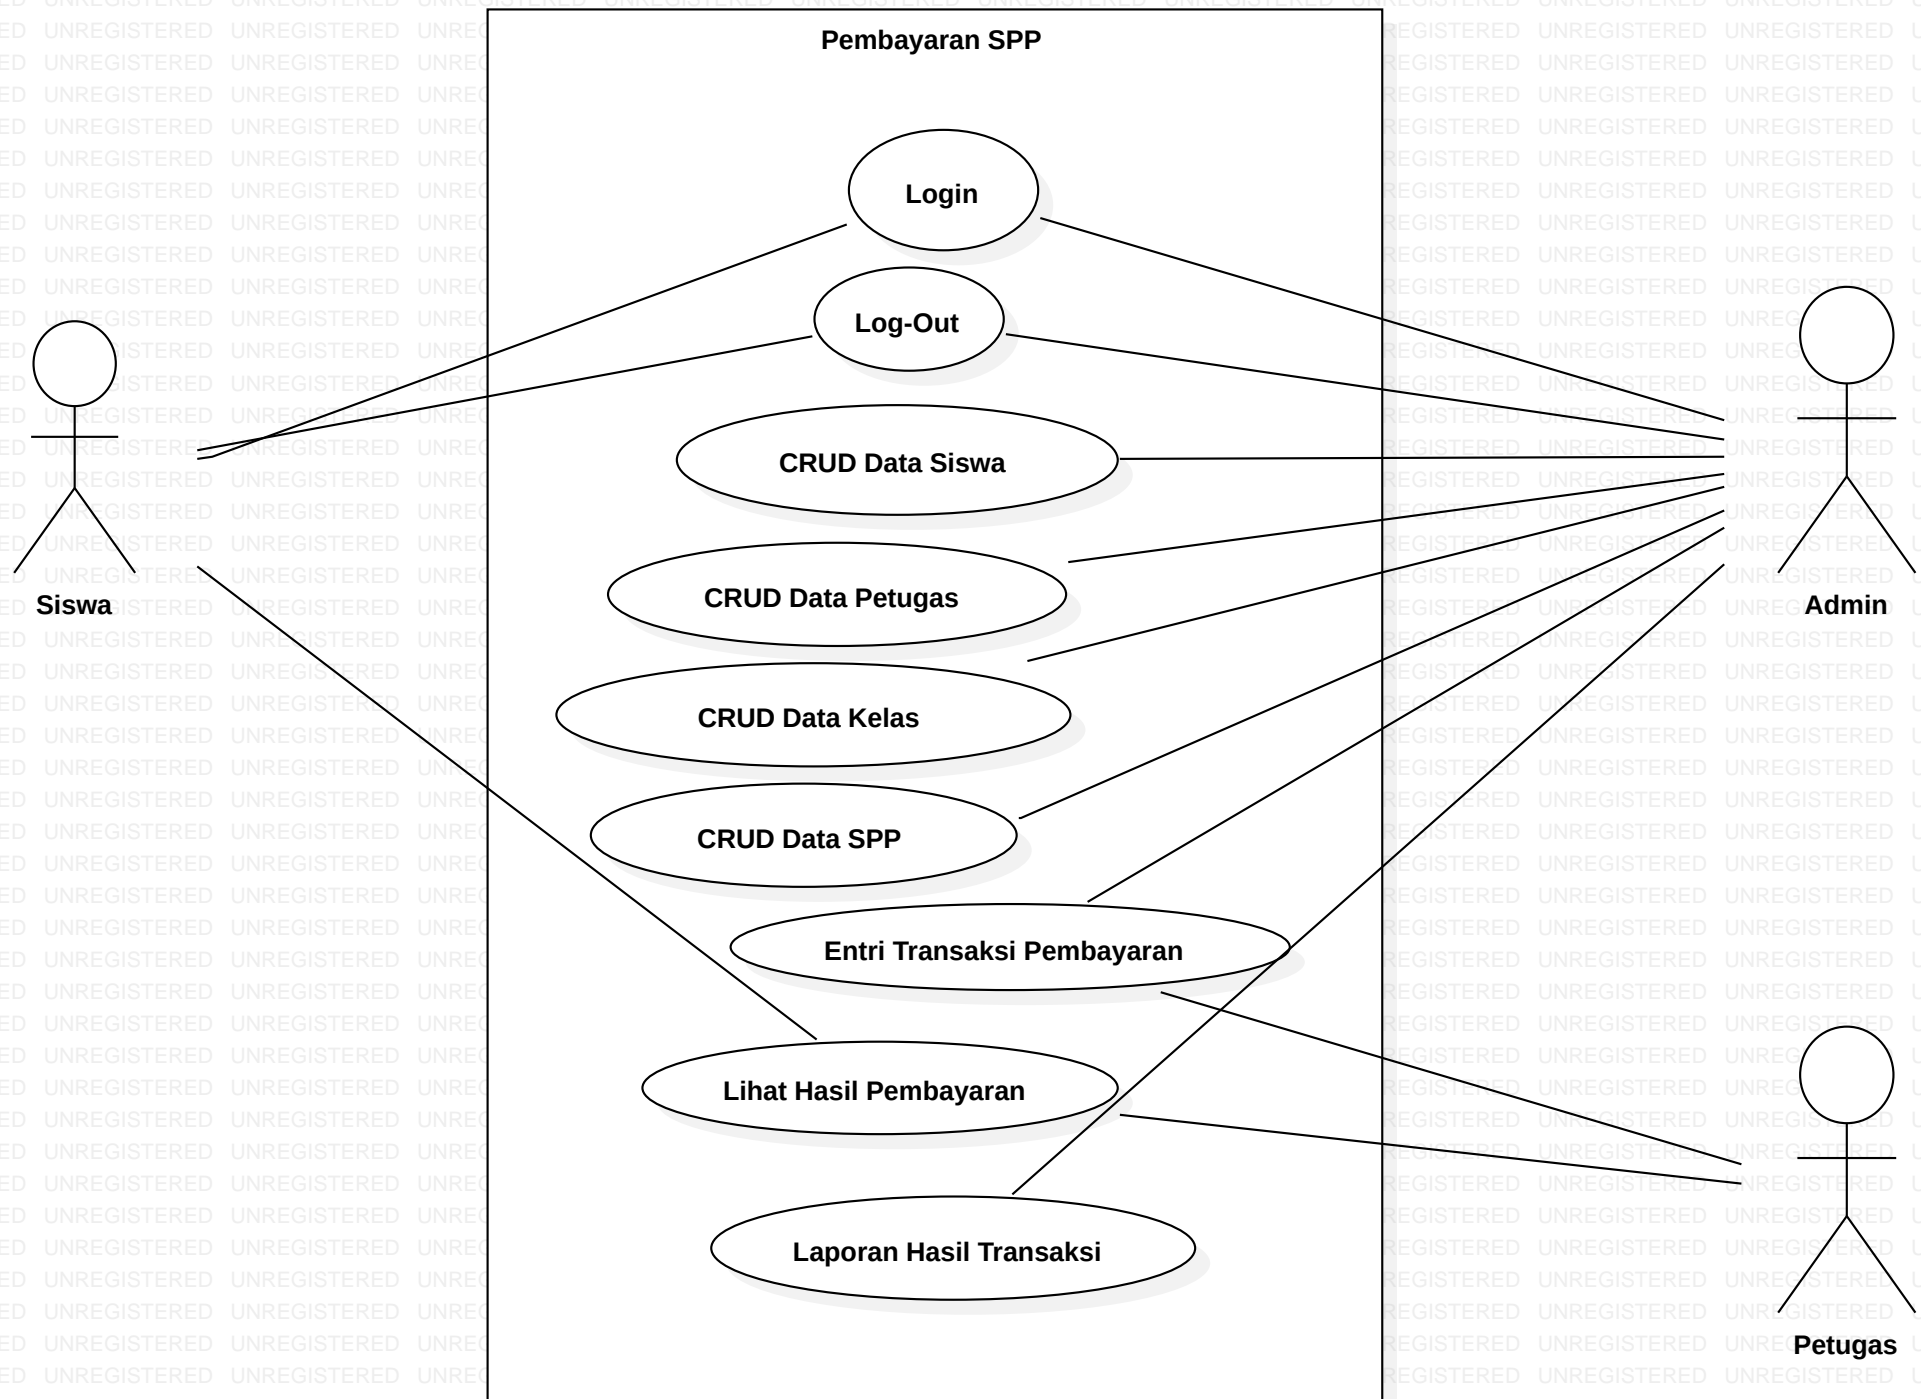 Pembayaran SPP
Login
Log-Out
CRUD Data Siswa
CRUD Data Petugas
CRUD Data Kelas
CRUD Data SPP
Entri Transaksi Pembayaran
Lihat Hasil Pembayaran
Laporan Hasil Transaksi
Siswa
Admin
Petugas
UNREGISTERED